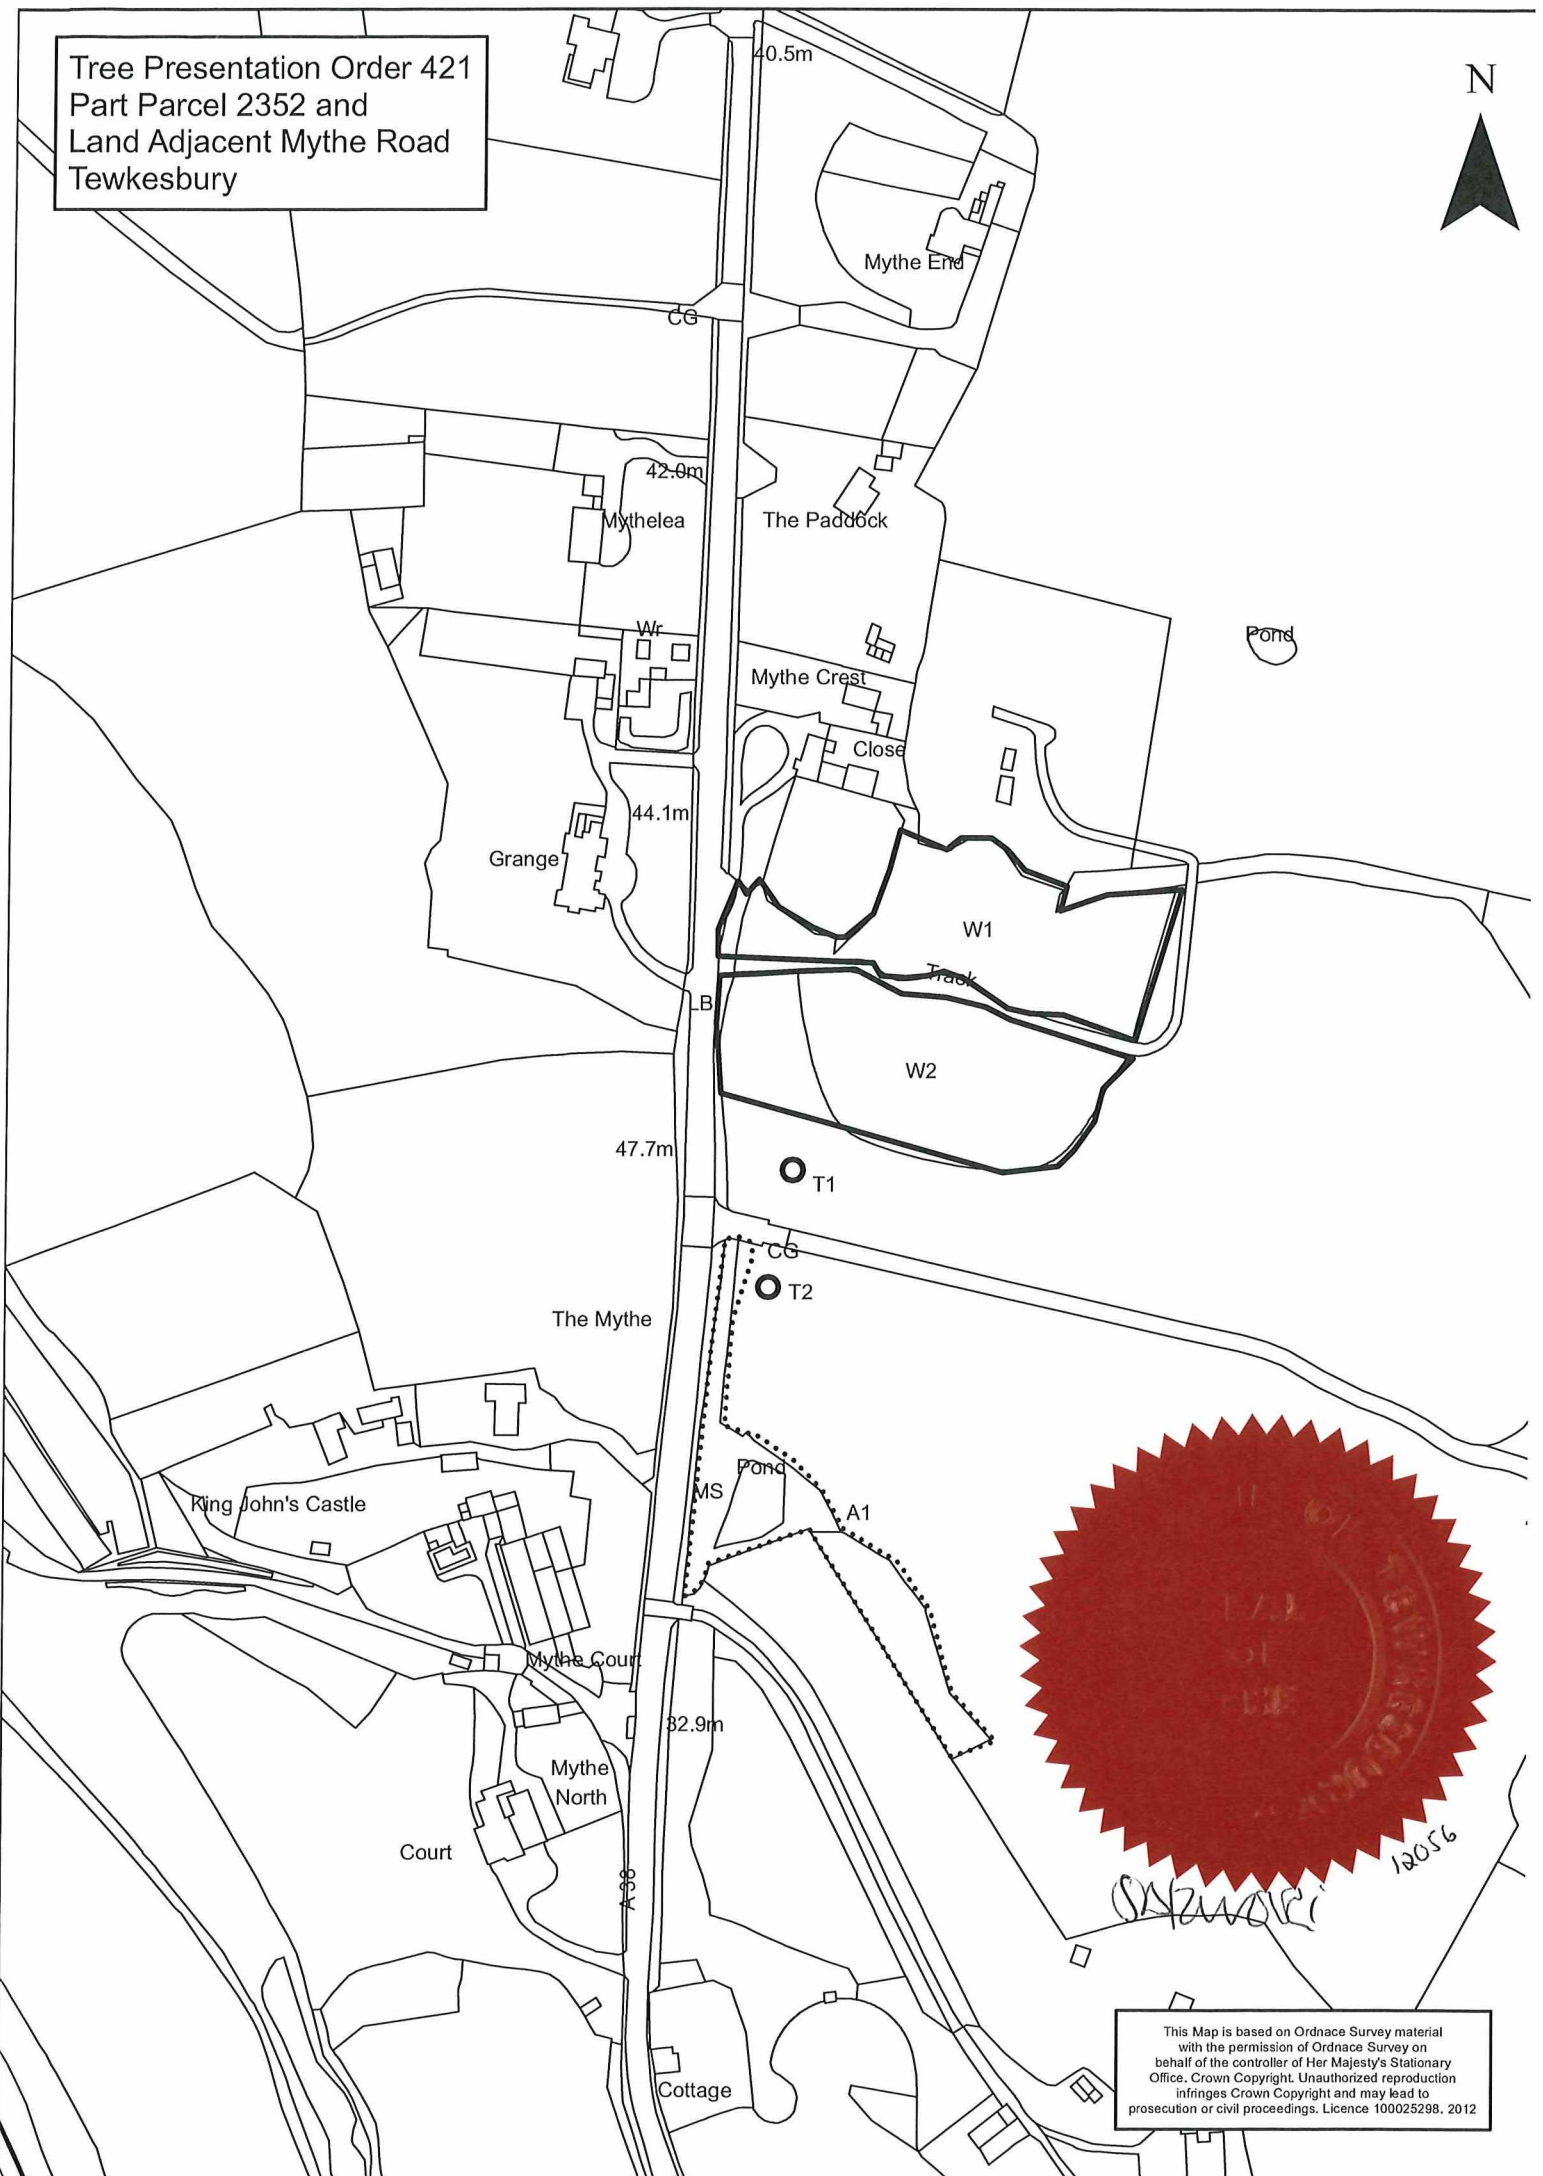 Tree Presentation Order 421
Part Parcel 2352 and
Land Adjacent Mythe Road
Tewkesbury
N
40.5m
Mythe End
CG
42.0m
Mythelea
The Paddock
Wr
Pond
Mythe Crest
Close
44.1m
Grange
W1
Track
LB
W2
47.7m
T1
CG
T2
The Mythe
Pond
MS
A1
King John's Castle
Mythe Court
32.9m
Mythe
North
Court
A 38
12056
Cottage
This Map is based on Ordnace Survey material
with the permission of Ordnace Survey on
behalf of the controller of Her Majesty's Stationary
Office. Crown Copyright. Unauthorized reproduction
infringes Crown Copyright and may lead to
prosecution or civil proceedings. Licence 100025298. 2012